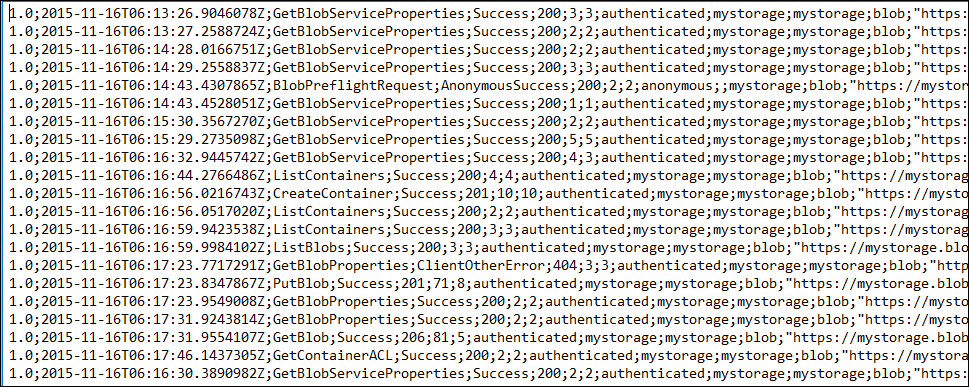 1.0;2015-11-16T06:13:26.9046078Z;GetBlobServiceProperties;Success;200;3;3;authenticated;mystorage;mystorage;blob;"https:
1.0;2015-11-16T06:13:27.2588724Z;GetBlobServiceProperties;Success;200;2;2;authenticated;mystorage;mystorage;blob;"https:
1.0;2015-11-16T06:14:28.0166751Z;GetBlobServiceProperties;Success;200;2;2;authenticated;mystorage;mystorage;blob;"https:
1.0;2015-11-16T06:14:29.2558837Z;GetBlobServiceProperties;Success;200;3;3;authenticated;mystorage;mystorage;blob;"https:
1.0;2015-11-16T06:14:43.4307865Z;BlobPreflightRequest;AnonymousSuccess;200;2;2;anonymous;;mystorage;blob;"https://mystor
1.0;2015-11-16T06:14:43.4528051Z;GetBlobServiceProperties;Success;200;1;1;authenticated;mystorage;mystorage;blob;"https:
1.0;2015-11-16T06:15:30.3567270Z;GetBlobServiceProperties;Success;200;2;2;authenticated;mystorage;mystorage;blob;"https:
1.0;2015-11-16T06:15:29.2735098Z;GetBlobServiceProperties;Success;200;5;5;authenticated;mystorage;mystorage;blob;"https:
1.0;2015-11-16T06:16:32.9445742Z;GetBlobServiceProperties;Success;200;4;3;authenticated;mystorage;mystorage;blob;"https:
1.0;2015-11-16T06:16:44.2766486Z;ListContainers;Success;200;4;4;authenticated;mystorage;mystorage;blob;"https://mystorag
1.0;2015-11-16T06:16:56.0216743Z;CreateContainer;Success;201;10;10;authenticated;mystorage;mystorage;blob;"https://mysto
1.0;2015-11-16T06:16:56.0517020Z;ListContainers;Success;200;2;2;authenticated;mystorage;mystorage;blob;"https://mystorag
1.0;2015-11-16T06:16:59.9423538Z;GetContainerACL;Success;200;3;3;authenticated;mystorage;mystorage;blob;"https://mystora
1.0;2015-11-16T06:16:59.9984102Z;ListBlobs;Success;200;3;3;authenticated;mystorage;mystorage;blob;"https://mystorage.blo
1.0;2015-11-16T06:17:23.7717291Z;GetBlobProperties;ClientOtherError;404;3;3;authenticated;mystorage;mystorage;blob;"http
1.0;2015-11-16T06:17:23.8347867Z;PutBlob;Success;201;71;8;authenticated;mystorage;mystorage;blob;"https://mystorage.blob
1.0;2015-11-16T06:17:23.9549008Z;GetBlobProperties;Success;200;2;2;authenticated;mystorage;mystorage;blob;"https://mysto
1.0;2015-11-16T06:17:31.9243814Z;GetBlobProperties;Success;200;2;2;authenticated;mystorage;mystorage;blob;"https://mysto
1.0;2015-11-16T06:17:31.9554107Z;GetBlob;Success;206;81;5;authenticated;mystorage;mystorage;blob;"https://mystorage.blob
1.0;2015-11-16T06:17:46.1437305Z;GetContainerACL;Success;200;2;2;authenticated;mystorage;mystorage;blob;"https://mystora
1.0;2015-11-16T06:16:30.3890982Z;GetBlobServiceProperties;Success;200;2;2;authenticated;mystorage;mystorage;blob;"https: